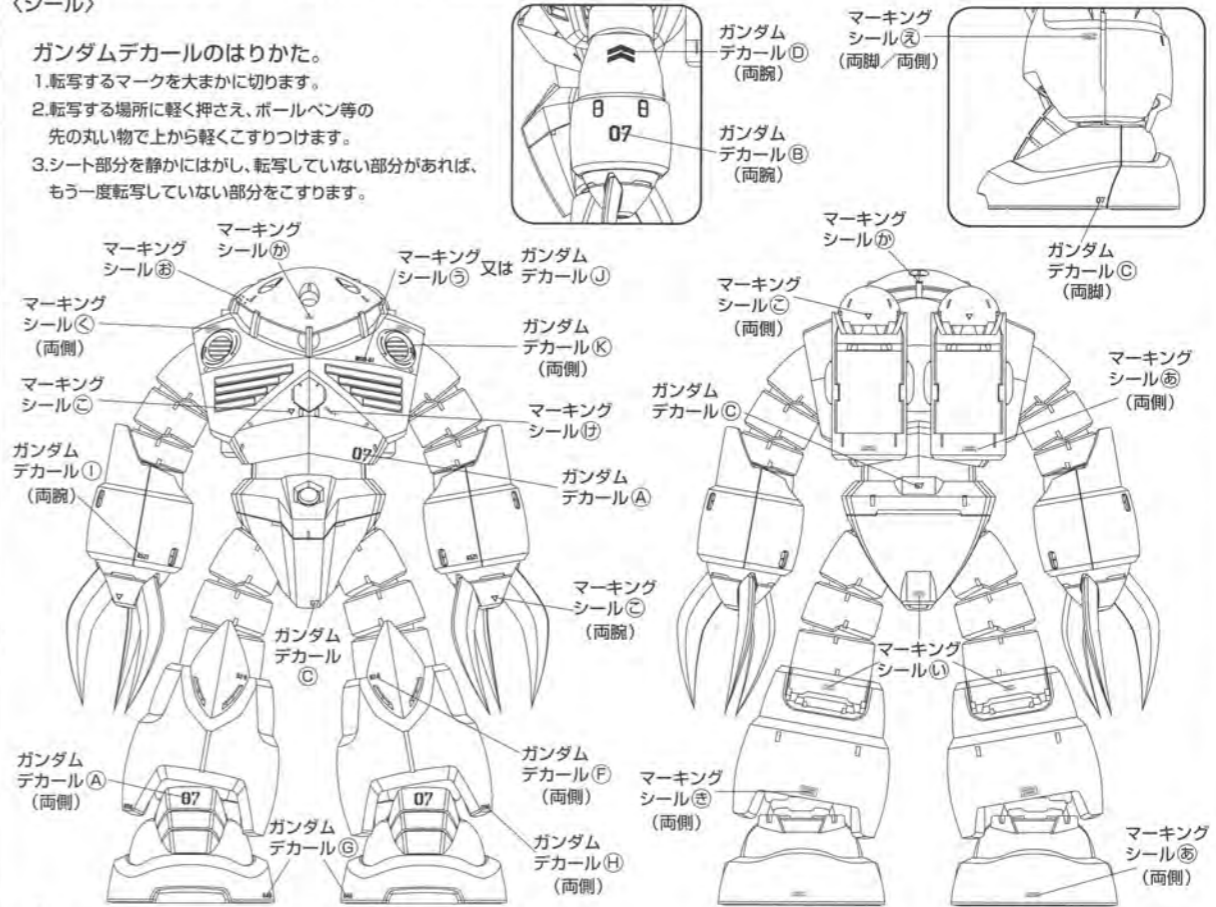 〈シール〉
ガンダムデカールのはりかた。
1.転写するマークを大まかに切ります。
2.転写する場所に軽く押さえ、ボールペン等の
先の丸い物で上から軽くこすりつけます。
3.シート部分を静かにはがし、転写していない部分があれば、
もう一度転写していない部分をこすります。
ガンダム
デカールⒹ
(両腕)
07
ガンダム
デカールⒷ
(両腕)
マーキング
シール㋓
(両脚/両側)
07
ガンダム
デカールⒸ
(両脚)
マーキング
シールお
マーキング
シールか
マーキング
シールう
又は
ガンダム
デカールⒿ
マーキング
シールく
(両側)
ガンダム
デカールⓀ
(両側)
マーキング
シールこ
マーキング
シールけ
07
ガンダム
デカールⒶ
ガンダム
デカールⒾ
(両腕)
マーキング
シールこ
(両腕)
ガンダム
デカール
Ⓒ
ガンダム
デカールⒶ
(両側)
07
07
ガンダム
デカールⒻ
(両側)
ガンダム
デカールⒼ
ガンダム
デカールⒽ
(両側)
マーキング
シールか
マーキング
シールこ
(両側)
ガンダム
デカールⒸ
マーキング
シールあ
(両側)
07
マーキング
シールい
マーキング
シールき
(両側)
マーキング
シールあ
(両側)